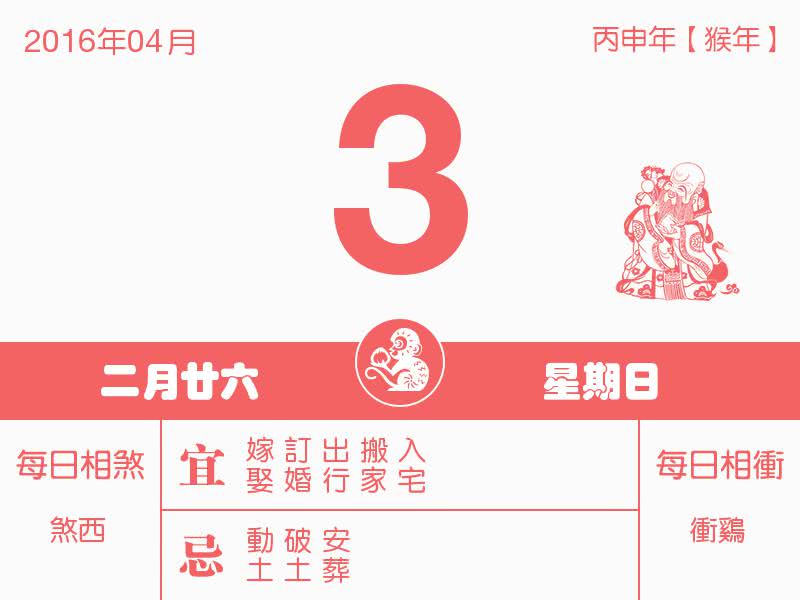 2016年04月
丙申年【猴年】
3
二月廿六
星期日
每日相煞
煞西
宜
嫁娶 訂婚 出行 搬家 入宅
忌
動土 破土 安葬
每日相衝
衝鷄